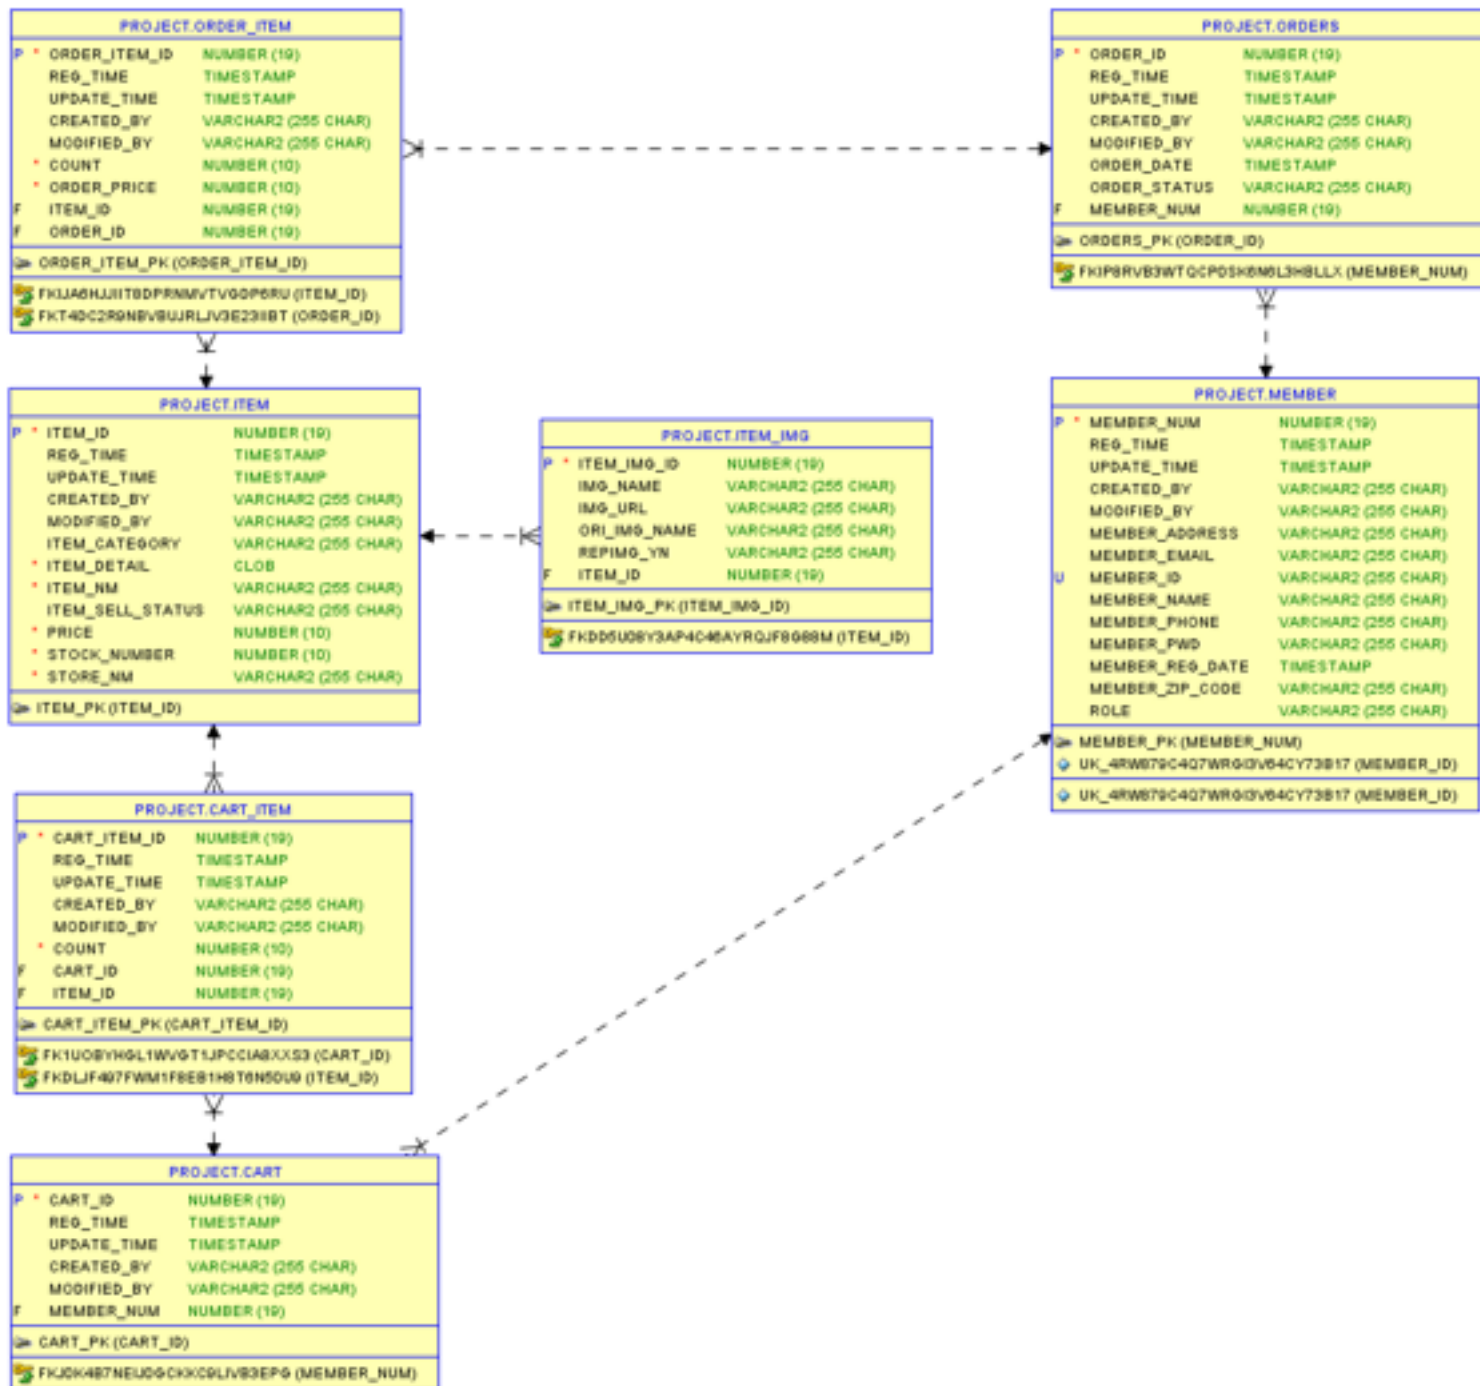 PROJECT.ORDER_ITEM
P * ORDER_ITEM_ID NUMBER (19)
REG_TIME TIMESTAMP
UPDATE_TIME TIMESTAMP
CREATED_BY VARCHAR2 (255 CHAR)
MODIFIED_BY VARCHAR2 (255 CHAR)
* COUNT NUMBER (10)
* ORDER_PRICE NUMBER (10)
F ITEM_ID NUMBER (19)
F ORDER_ID NUMBER (19)
ORDER_ITEM_PK (ORDER_ITEM_ID)
(ITEM_ID)
(ORDER_ID)
PROJECT.ORDERS
P * ORDER_ID NUMBER (19)
REG_TIME TIMESTAMP
UPDATE_TIME TIMESTAMP
CREATED_BY VARCHAR2 (255 CHAR)
MODIFIED_BY VARCHAR2 (255 CHAR)
ORDER_DATE TIMESTAMP
ORDER_STATUS VARCHAR2 (255 CHAR)
F MEMBER_NUM NUMBER (19)
ORDERS_PK (ORDER_ID)
(MEMBER_NUM)
PROJECT.ITEM
P * ITEM_ID NUMBER (19)
REG_TIME TIMESTAMP
UPDATE_TIME TIMESTAMP
CREATED_BY VARCHAR2 (255 CHAR)
MODIFIED_BY VARCHAR2 (255 CHAR)
ITEM_CATEGORY VARCHAR2 (255 CHAR)
* ITEM_DETAIL CLOB
* ITEM_NM VARCHAR2 (255 CHAR)
ITEM_SELL_STATUS VARCHAR2 (255 CHAR)
* PRICE NUMBER (10)
* STOCK_NUMBER NUMBER (10)
* STORE_NM VARCHAR2 (255 CHAR)
ITEM_PK (ITEM_ID)
PROJECT.ITEM_IMG
P * ITEM_IMG_ID NUMBER (19)
IMG_NAME VARCHAR2 (255 CHAR)
IMG_URL VARCHAR2 (255 CHAR)
ORI_IMG_NAME VARCHAR2 (255 CHAR)
REPIMG_YN VARCHAR2 (255 CHAR)
F ITEM_ID NUMBER (19)
ITEM_IMG_PK (ITEM_IMG_ID)
(ITEM_ID)
PROJECT.MEMBER
P * MEMBER_NUM NUMBER (19)
REG_TIME TIMESTAMP
UPDATE_TIME TIMESTAMP
CREATED_BY VARCHAR2 (255 CHAR)
MODIFIED_BY VARCHAR2 (255 CHAR)
MEMBER_ADDRESS VARCHAR2 (255 CHAR)
MEMBER_EMAIL VARCHAR2 (255 CHAR)
U MEMBER_ID VARCHAR2 (255 CHAR)
MEMBER_NAME VARCHAR2 (255 CHAR)
MEMBER_PHONE VARCHAR2 (255 CHAR)
MEMBER_PWD VARCHAR2 (255 CHAR)
MEMBER_REG_DATE TIMESTAMP
MEMBER_ZIP_CODE VARCHAR2 (255 CHAR)
ROLE VARCHAR2 (255 CHAR)
MEMBER_PK (MEMBER_NUM)
(MEMBER_ID)
(MEMBER_ID)
PROJECT.CART_ITEM
P * CART_ITEM_ID NUMBER (19)
REG_TIME TIMESTAMP
UPDATE_TIME TIMESTAMP
CREATED_BY VARCHAR2 (255 CHAR)
MODIFIED_BY VARCHAR2 (255 CHAR)
* COUNT NUMBER (10)
F CART_ID NUMBER (19)
F ITEM_ID NUMBER (19)
CART_ITEM_PK (CART_ITEM_ID)
(CART_ID)
(ITEM_ID)
PROJECT.CART
P * CART_ID NUMBER (19)
REG_TIME TIMESTAMP
UPDATE_TIME TIMESTAMP
CREATED_BY VARCHAR2 (255 CHAR)
MODIFIED_BY VARCHAR2 (255 CHAR)
F MEMBER_NUM NUMBER (19)
CART_PK (CART_ID)
(MEMBER_NUM)